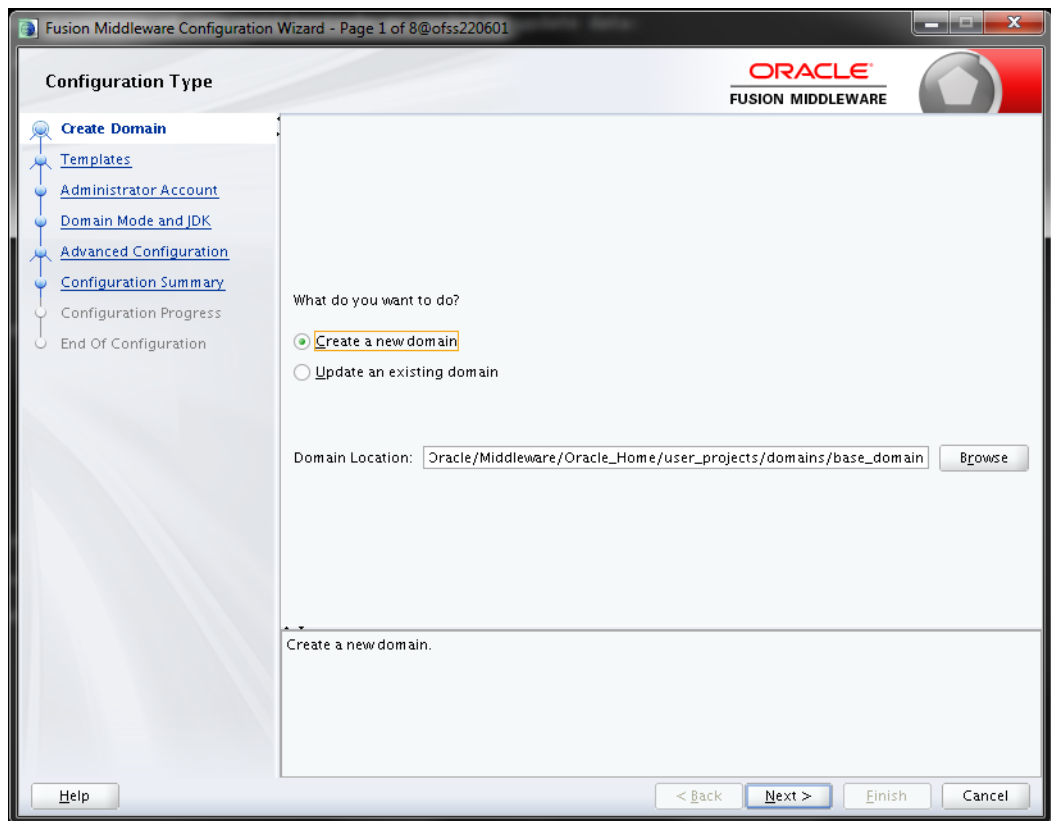 Fusion Middleware Configuration Wizard - Page 1 of 8@ofss220601
Configuration Type
ORACLE
FUSION MIDDLEWARE
Create Domain
Templates
Administrator Account
Domain Mode and JDK
Advanced Configuration
Configuration Summary
Configuration Progress
End Of Configuration
What do you want to do?
Create a new domain
Update an existing domain
Domain Location: Oracle/Middleware/Oracle_Home/user_projects/domains/base_domain Browse
Create a new domain.
Help < Back Next > Finish Cancel